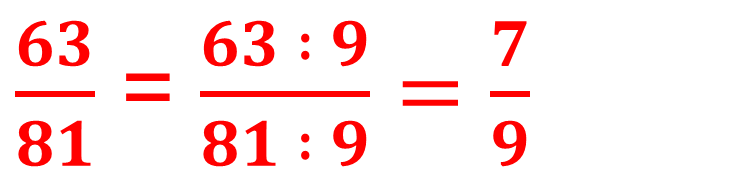 63/81 = 63 : 9/81 : 9 = 7/9